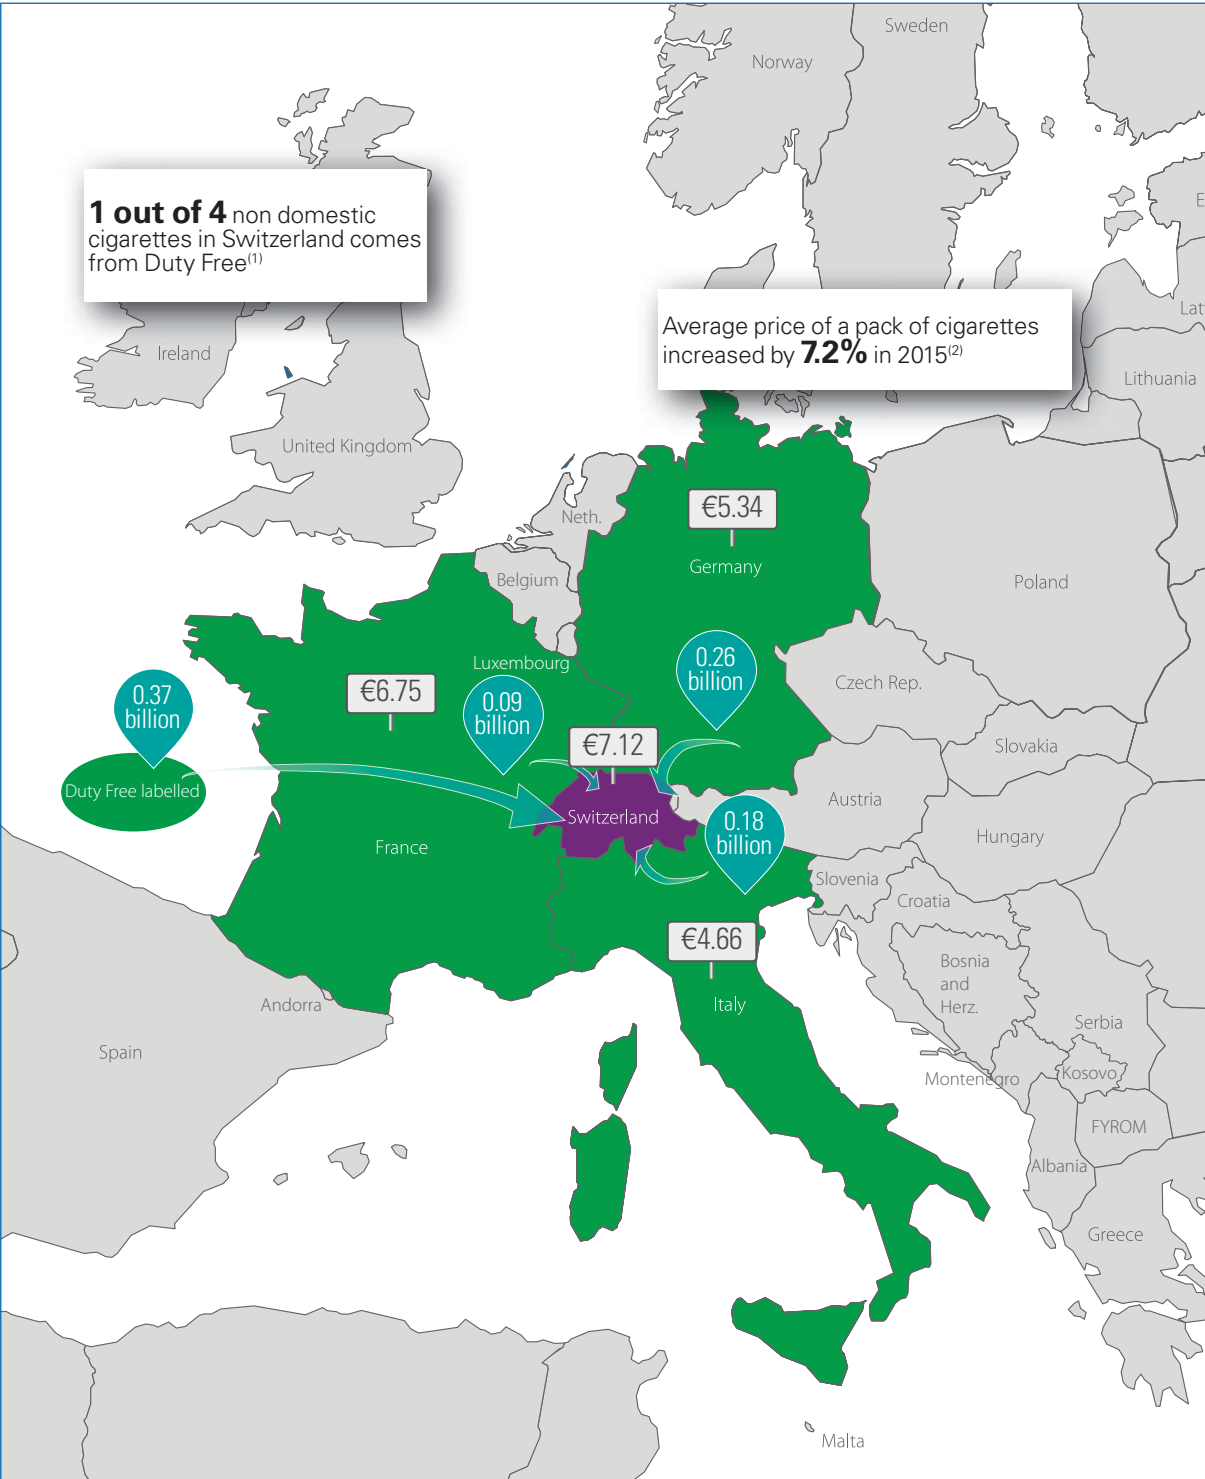 Sweden
Norway
1 out of 4 non domestic
cigarettes in Switzerland comes
from Duty Free(1)
E
Lat
Average price of a pack of cigarettes
increased by 7.2% in 2015(2)
Ireland
Lithuania
United Kingdom
€5.34
Neth.
Germany
Belgium
Poland
Luxembourg
0.26
billion
Czech Rep.
€6.75
0.37
billion
0.09
billion
€7.12
Slovakia
Duty Free labelled
Austria
Switzerland
0.18
billion
Hungary
France
Slovenia
Croatia
€4.66
Bosnia
and
Herz.
Andorra
Italy
Serbia
Spain
Montenegro
Kosovo
FYROM
Albania
Greece
Malta